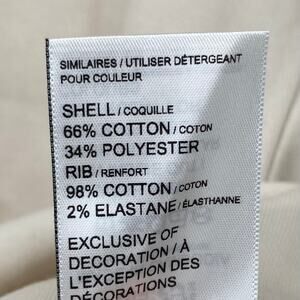 SIMILAIRES / UTILISER DÉTERGEANT
POUR COULEUR
SHELL / COQUILLE
66% COTTON / COTON
34% POLYESTER
RIB / RENFORT
98% COTTON / COTON
2% ELASTANE / ÉLASTHANNE
EXCLUSIVE OF
DECORATION / À
L'EXCEPTION DES
DÉCORATIONS